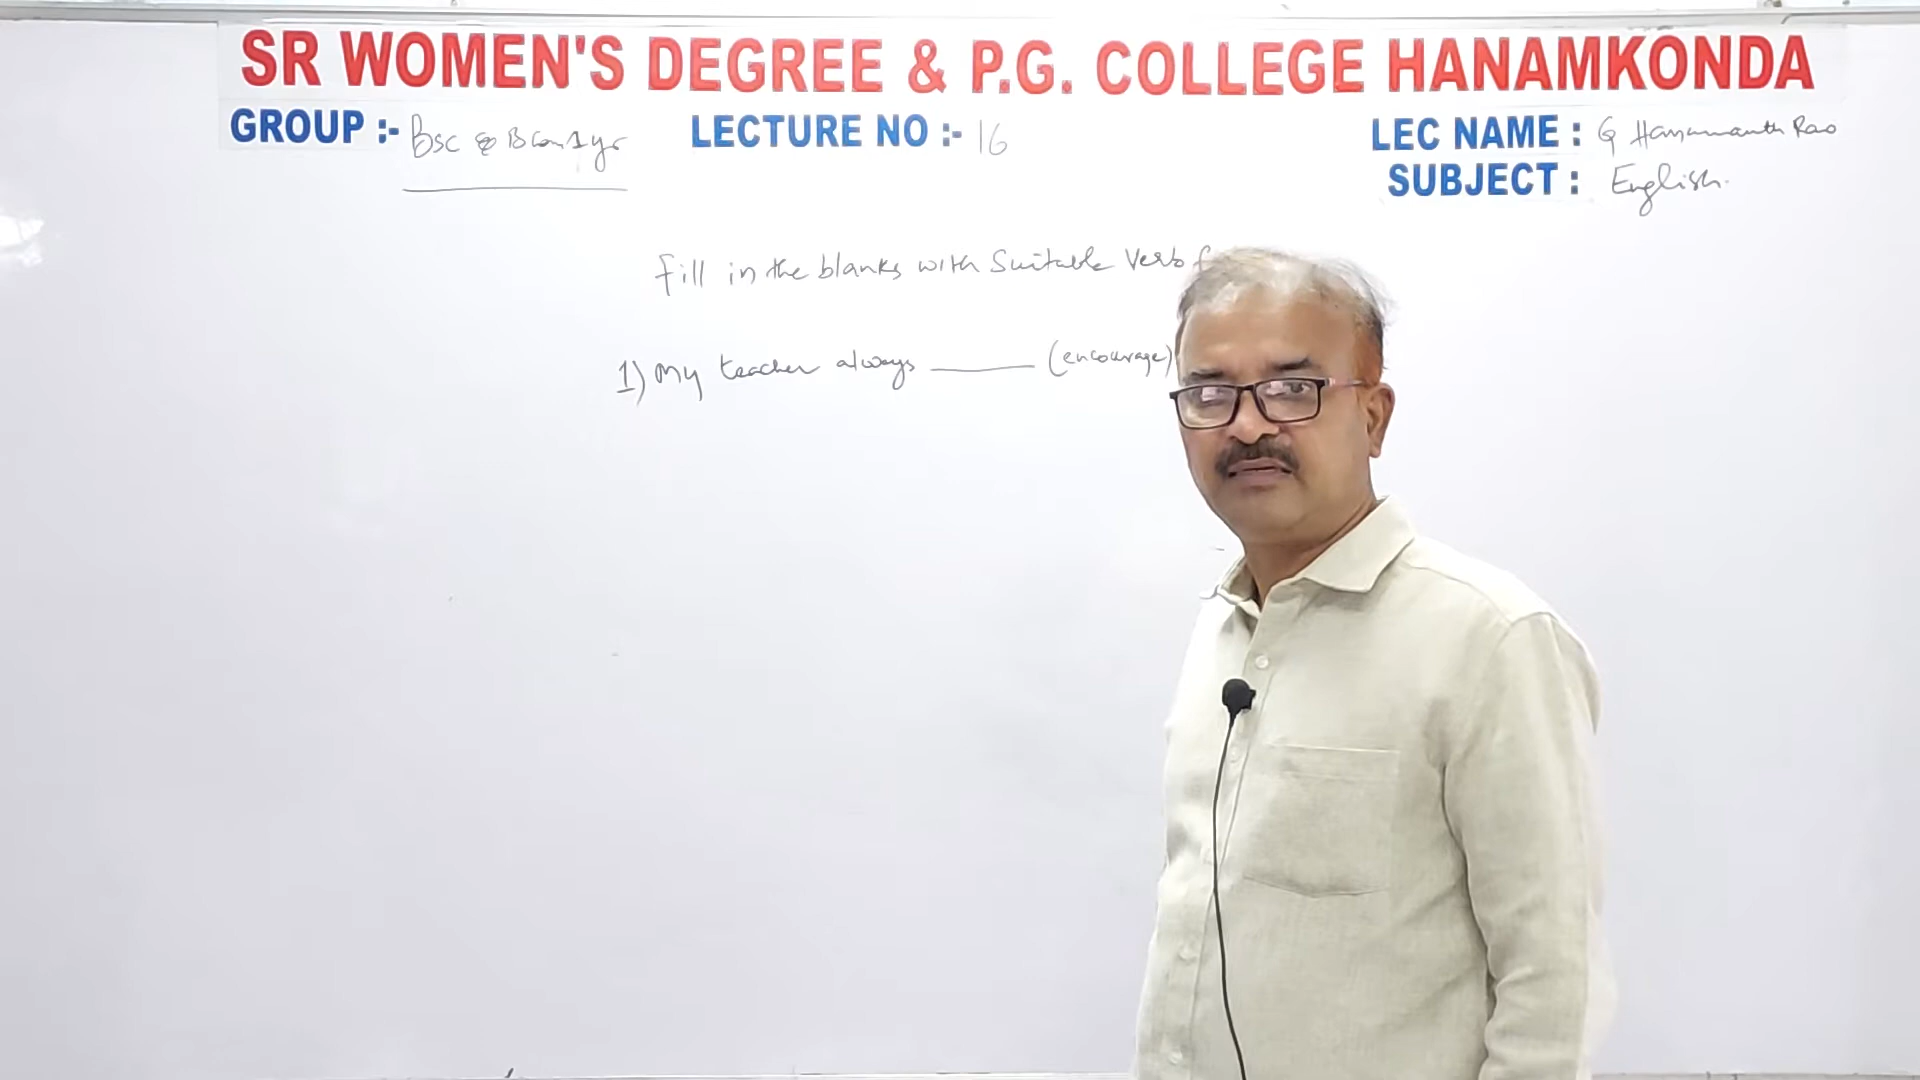 SR WOMEN'S DEGREE & P.G. COLLEGE HANAMKONDA
GROUP :- Bsc & Bcom 1yr LECTURE NO :- 16 LEC NAME : G Hanumanth Rao
SUBJECT : English.
Fill in the blanks with Suitable Verb
1) My teacher always ______ (encourage)